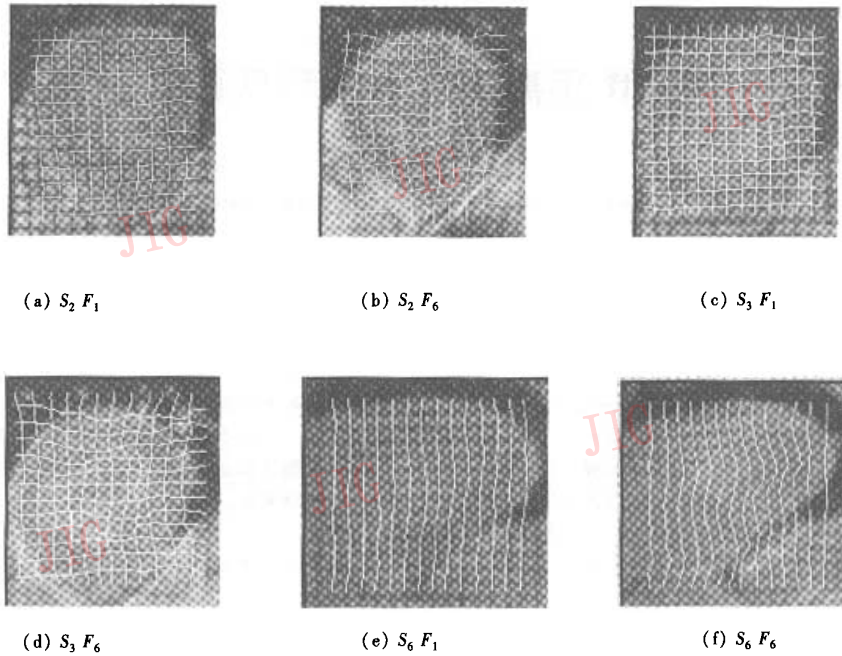 JIG
JIG
JIG
(a) S₂ F₁
(b) S₂ F₆
(c) S₃ F₁
JIG
JIG
JIG
(d) S₃ F₆
(e) S₆ F₁
(f) S₆ F₆